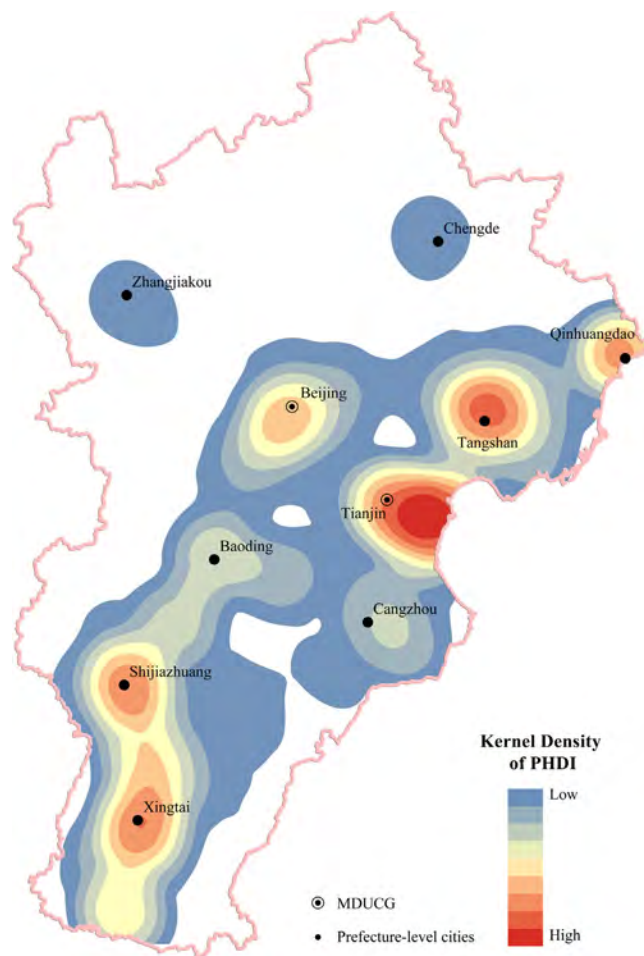 Chengde
Zhangjiakou
Qinhuangdao
Beijing
Tangshan
Tianjin
Baoding
Cangzhou
Shijiazhuang
Xingtai
Kernel Density
of PHDI
Low
High
MDUCG
Prefecture-level cities